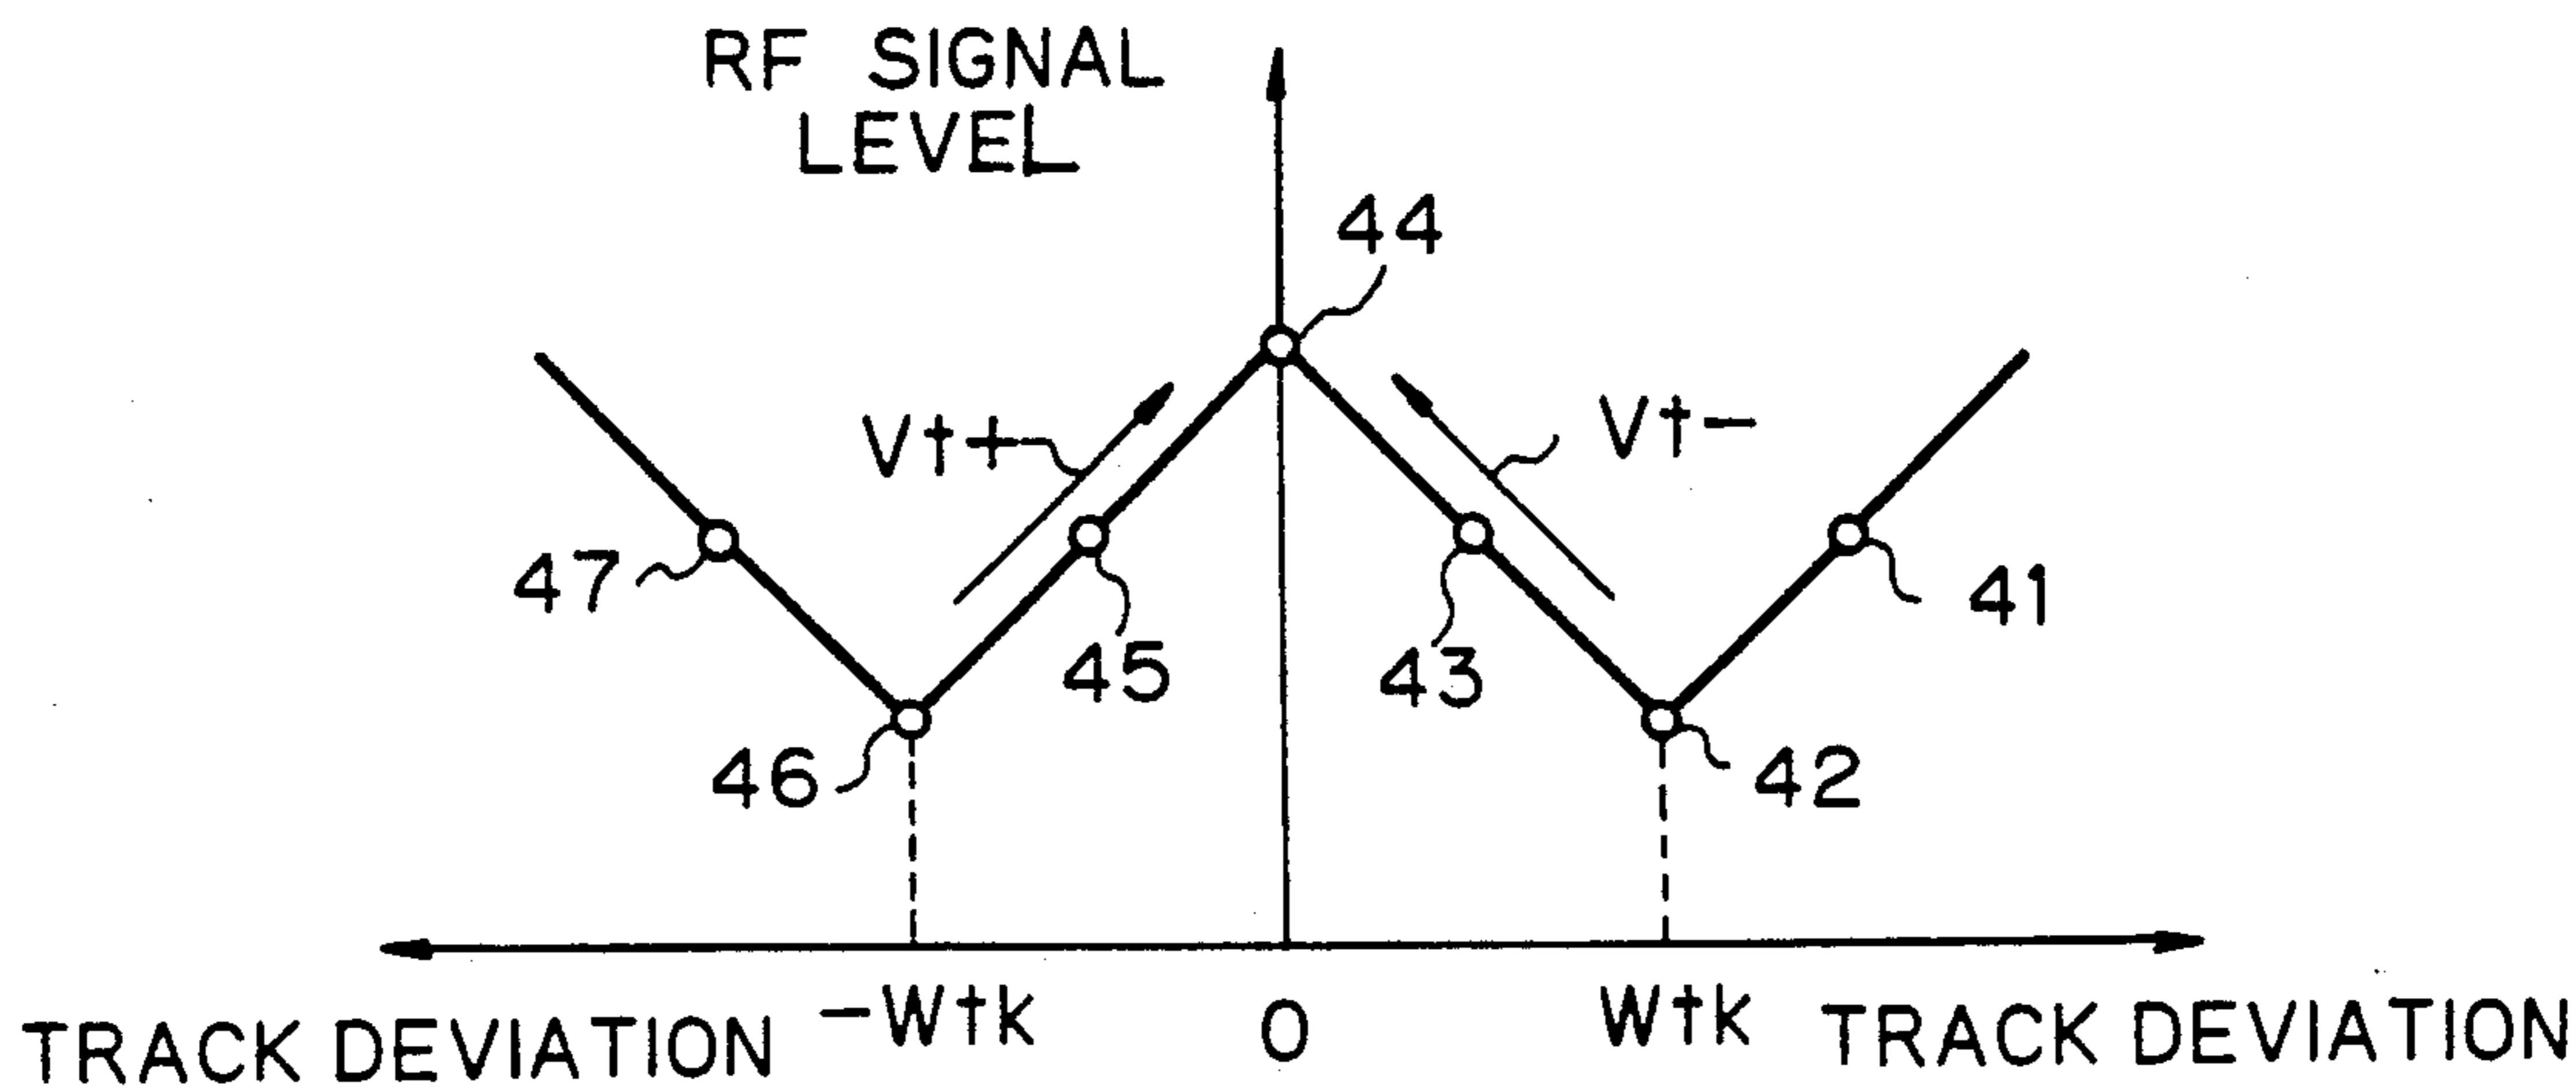 RF SIGNAL
LEVEL
44
Vt+
Vt-
47
45
43
41
46
42
-Wtk
0
Wtk
TRACK DEVIATION
TRACK DEVIATION